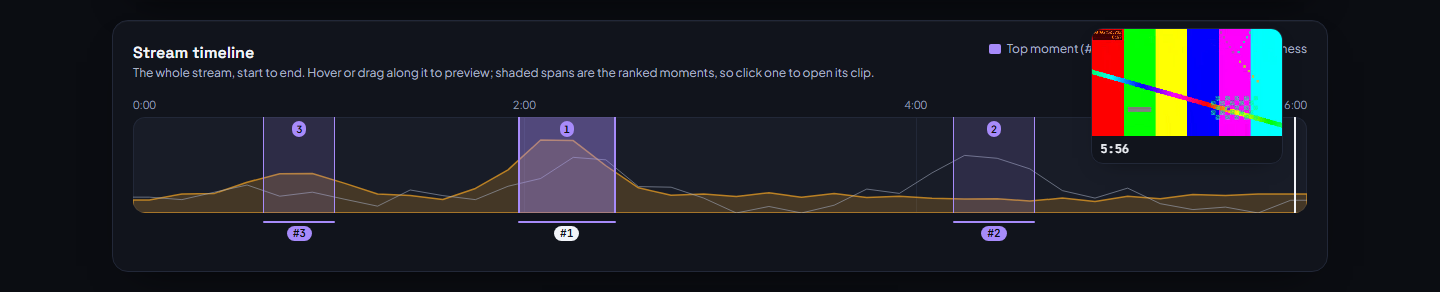 Stream timeline
Top moment (#
ness
The whole stream, start to end. Hover or drag along it to preview; shaded spans are the ranked moments, so click one to open its clip.
0:00 2:00 4:00 6:00
3 1 2
5:56
#3 #1 #2